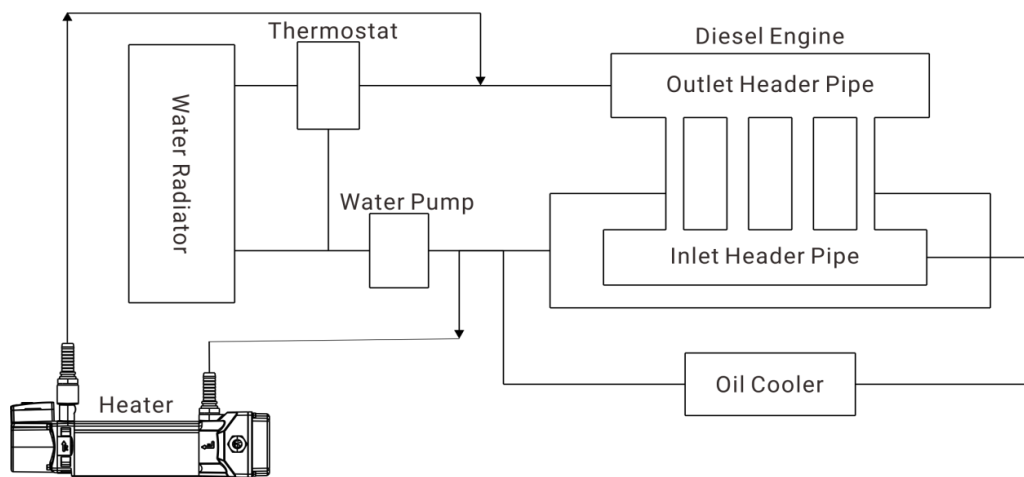 Thermostat
Diesel Engine
Outlet Header Pipe
Water Radiator
Water Pump
Inlet Header Pipe
Oil Cooler
Heater